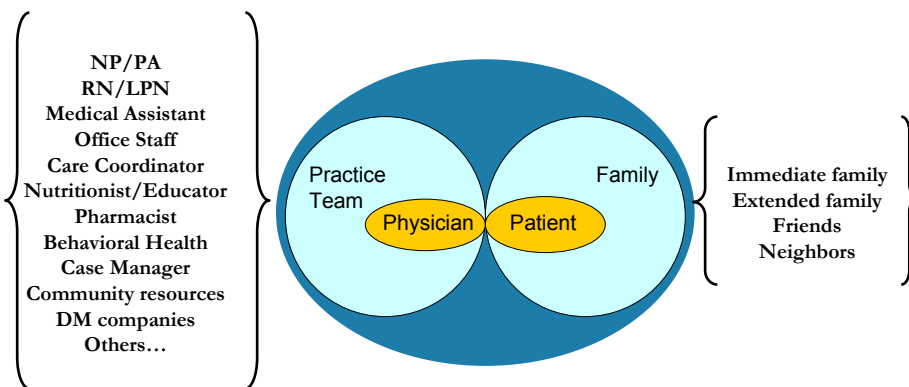 NP/PA
RN/LPN
Medical Assistant
Office Staff
Care Coordinator
Nutritionist/Educator
Pharmacist
Behavioral Health
Case Manager
Community resources
DM companies
Others…
Practice
Team
Physician
Family
Patient
Immediate family
Extended family
Friends
Neighbors